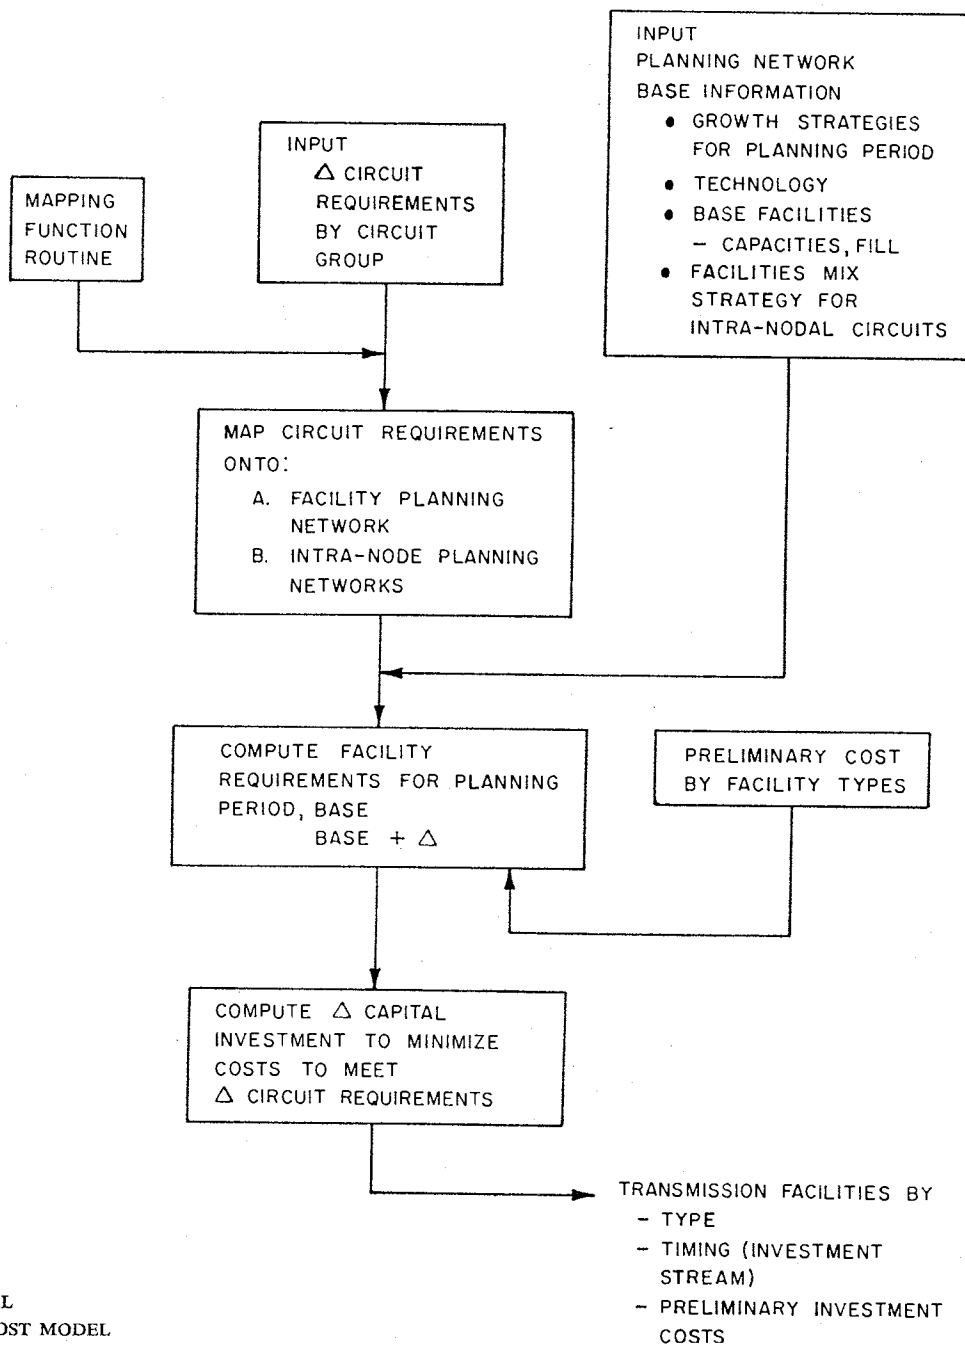 INPUT
PLANNING NETWORK
BASE INFORMATION
• GROWTH STRATEGIES
FOR PLANNING PERIOD
• TECHNOLOGY
• BASE FACILITIES
– CAPACITIES, FILL
• FACILITIES MIX
STRATEGY FOR
INTRA-NODAL CIRCUITS
INPUT
△ CIRCUIT
REQUIREMENTS
BY CIRCUIT
GROUP
MAPPING
FUNCTION
ROUTINE
MAP CIRCUIT REQUIREMENTS
ONTO:
A. FACILITY PLANNING
NETWORK
B. INTRA-NODE PLANNING
NETWORKS
COMPUTE FACILITY
REQUIREMENTS FOR PLANNING
PERIOD, BASE
BASE + △
PRELIMINARY COST
BY FACILITY TYPES
COMPUTE △ CAPITAL
INVESTMENT TO MINIMIZE
COSTS TO MEET
△ CIRCUIT REQUIREMENTS
TRANSMISSION FACILITIES BY
– TYPE
– TIMING (INVESTMENT
STREAM)
– PRELIMINARY INVESTMENT
COSTS
L
OST MODEL